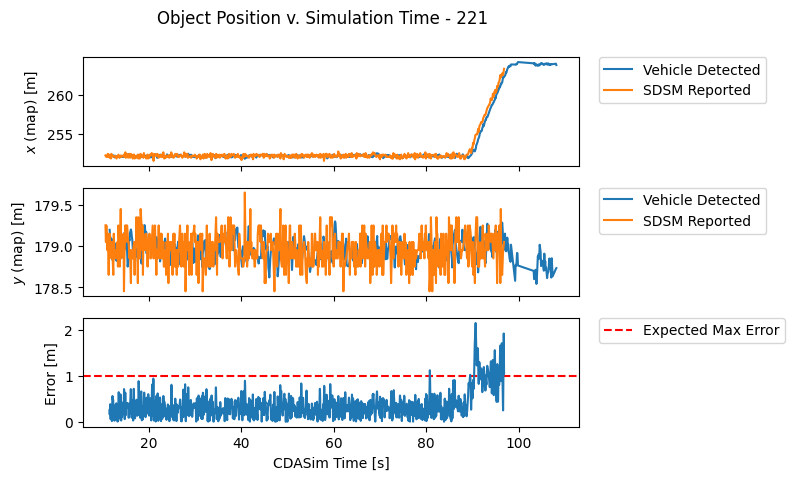 Object Position v. Simulation Time - 221
x (map) [m]
260
255
Vehicle Detected
SDSM Reported
y (map) [m]
179.5
179.0
178.5
Vehicle Detected
SDSM Reported
Error [m]
2
1
0
Expected Max Error
20 40 60 80 100
CDASim Time [s]